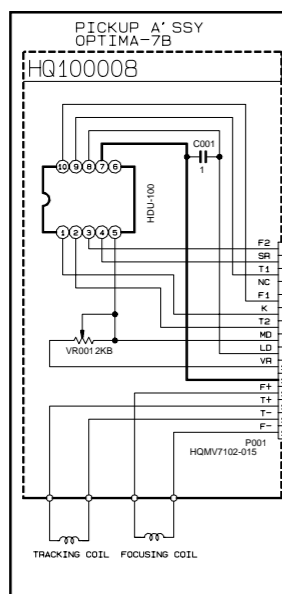 PICKUP A'SSY
OPTIMA-7B
HQ100008
C001
1
10 9 8 7 6
HDU-100
1 2 3 4 5
F2
SR
T1
NC
F1
K
T2
MD
LD
VR
VR001 2KB
F+
T+
T-
F-
P001
HQMV7102-015
TRACKING COIL FOCUSING COIL